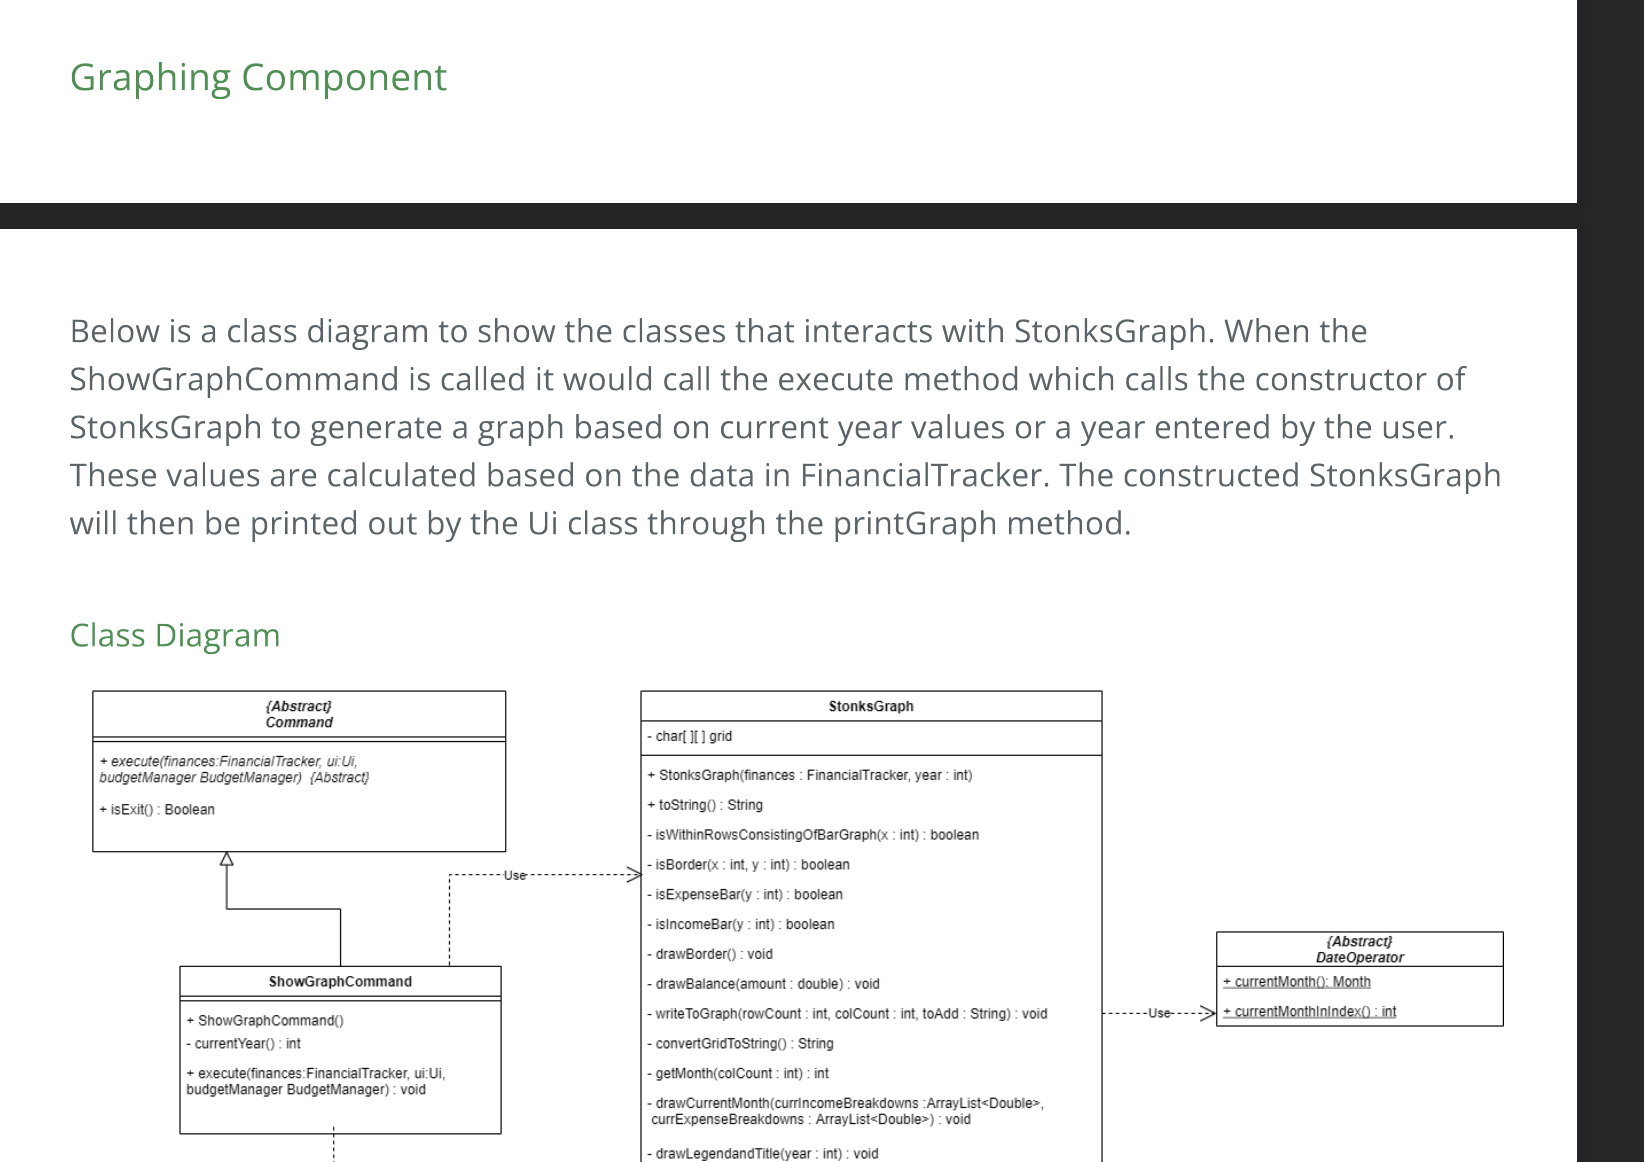 Graphing Component
Below is a class diagram to show the classes that interacts with StonksGraph. When the
ShowGraphCommand is called it would call the execute method which calls the constructor of
StonksGraph to generate a graph based on current year values or a year entered by the user.
These values are calculated based on the data in FinancialTracker. The constructed StonksGraph
will then be printed out by the Ui class through the printGraph method.
Class Diagram
{Abstract}
Command
+ execute(finances:FinancialTracker, ui:Ui,
budgetManager BudgetManager) {Abstract}
+ isExit() : Boolean
Use
ShowGraphCommand
+ ShowGraphCommand()
- currentYear() : int
+ execute(finances:FinancialTracker, ui:Ui,
budgetManager BudgetManager) : void
StonksGraph
- char[ ][ ] grid
+ StonksGraph(finances : FinancialTracker, year : int)
+ toString() : String
- isWithinRowsConsistingOfBarGraph(x : int) : boolean
- isBorder(x : int, y : int) : boolean
- isExpenseBar(y : int) : boolean
- isIncomeBar(y : int) : boolean
- drawBorder() : void
- drawBalance(amount : double) : void
- writeToGraph(rowCount : int, colCount : int, toAdd : String) : void
- convertGridToString() : String
- getMonth(colCount : int) : int
- drawCurrentMonth(currIncomeBreakdowns :ArrayList<Double>,
currExpenseBreakdowns : ArrayList<Double>) : void
- drawLegendandTitle(year : int) : void
Use
{Abstract}
DateOperator
+ currentMonth(): Month
+ currentMonthInIndex() : int